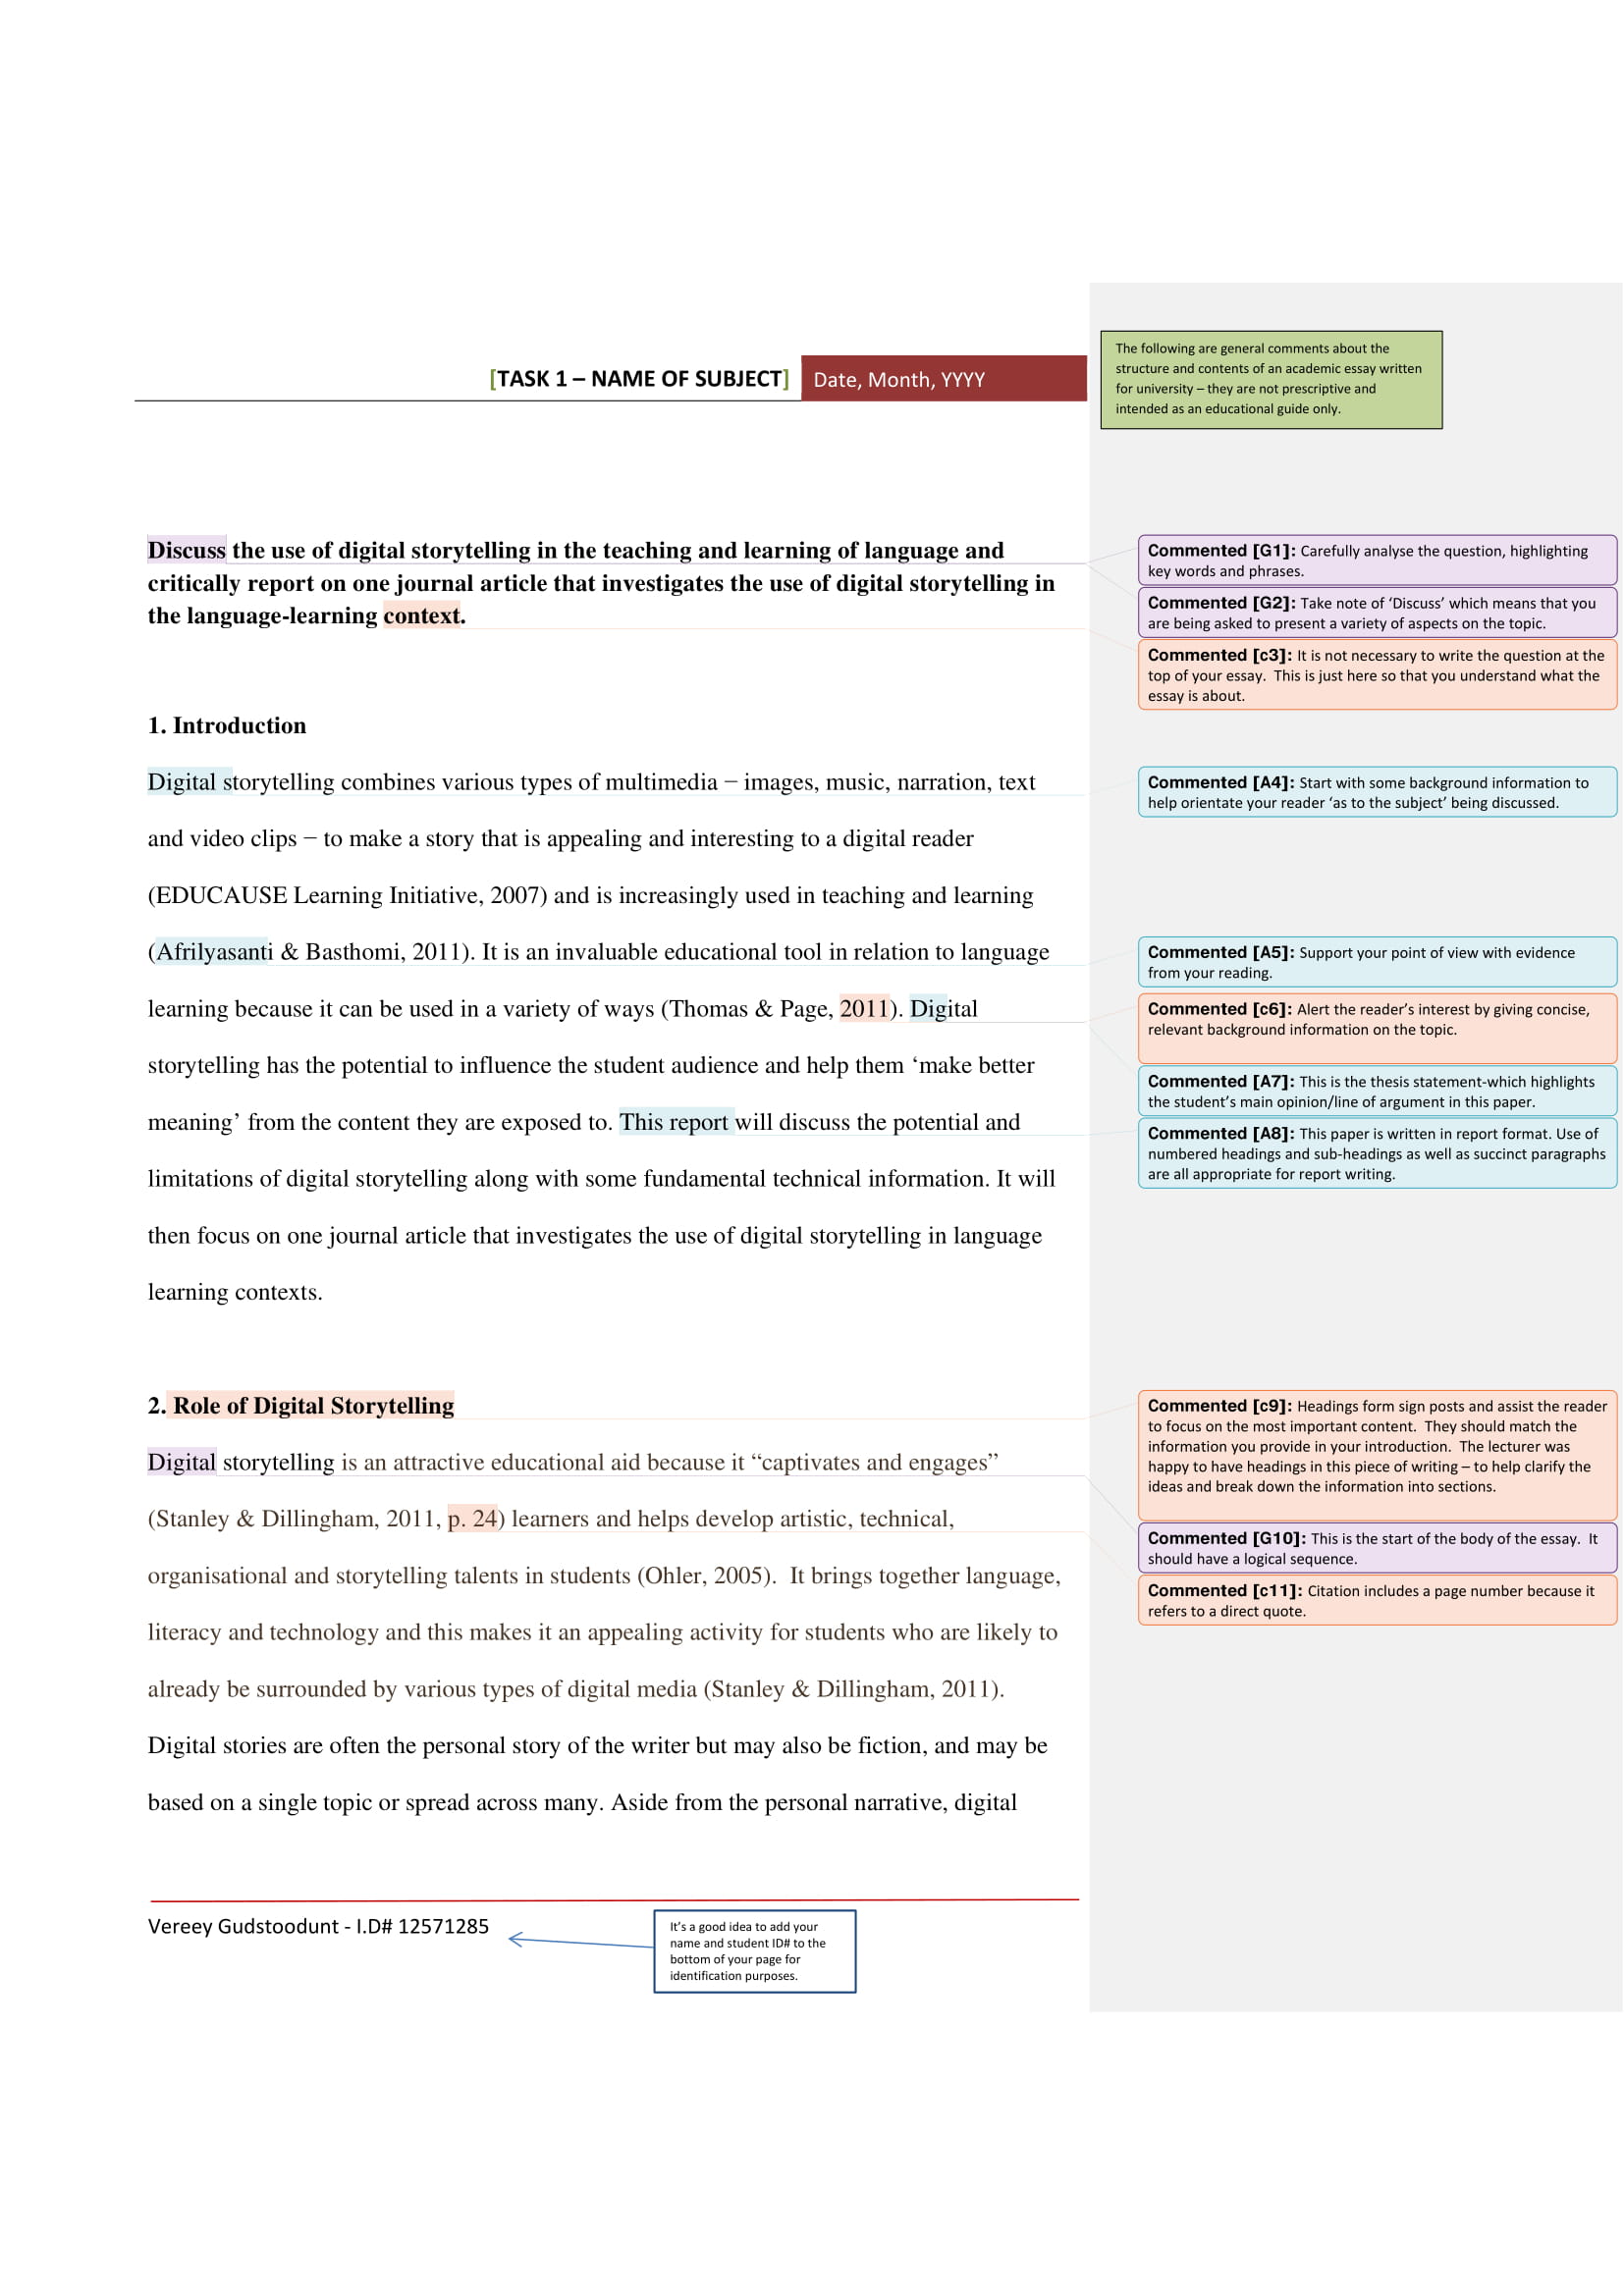 [TASK 1 – NAME OF SUBJECT] Date, Month, YYYY
The following are general comments about the
structure and contents of an academic essay written
for university – they are not prescriptive and
intended as an educational guide only.
Discuss the use of digital storytelling in the teaching and learning of language and
critically report on one journal article that investigates the use of digital storytelling in
the language-learning context.
Commented [G1]: Carefully analyse the question, highlighting
key words and phrases.
Commented [G2]: Take note of ‘Discuss’ which means that you
are being asked to present a variety of aspects on the topic.
Commented [c3]: It is not necessary to write the question at the
top of your essay.  This is just here so that you understand what the
essay is about.
1. Introduction
Digital storytelling combines various types of multimedia − images, music, narration, text
and video clips − to make a story that is appealing and interesting to a digital reader
(EDUCAUSE Learning Initiative, 2007) and is increasingly used in teaching and learning
(Afrilyasanti & Basthomi, 2011). It is an invaluable educational tool in relation to language
learning because it can be used in a variety of ways (Thomas & Page, 2011). Digital
storytelling has the potential to influence the student audience and help them ‘make better
meaning’ from the content they are exposed to. This report will discuss the potential and
limitations of digital storytelling along with some fundamental technical information. It will
then focus on one journal article that investigates the use of digital storytelling in language
learning contexts.
Commented [A4]: Start with some background information to
help orientate your reader ‘as to the subject’ being discussed.
Commented [A5]: Support your point of view with evidence
from your reading.
Commented [c6]: Alert the reader’s interest by giving concise,
relevant background information on the topic.
Commented [A7]: This is the thesis statement-which highlights
the student’s main opinion/line of argument in this paper.
Commented [A8]: This paper is written in report format. Use of
numbered headings and sub-headings as well as succinct paragraphs
are all appropriate for report writing.
2. Role of Digital Storytelling
Digital storytelling is an attractive educational aid because it “captivates and engages”
(Stanley & Dillingham, 2011, p. 24) learners and helps develop artistic, technical,
organisational and storytelling talents in students (Ohler, 2005).  It brings together language,
literacy and technology and this makes it an appealing activity for students who are likely to
already be surrounded by various types of digital media (Stanley & Dillingham, 2011).
Digital stories are often the personal story of the writer but may also be fiction, and may be
based on a single topic or spread across many. Aside from the personal narrative, digital
Commented [c9]: Headings form sign posts and assist the reader
to focus on the most important content.  They should match the
information you provide in your introduction.  The lecturer was
happy to have headings in this piece of writing – to help clarify the
ideas and break down the information into sections.
Commented [G10]: This is the start of the body of the essay.  It
should have a logical sequence.
Commented [c11]: Citation includes a page number because it
refers to a direct quote.
Vereey Gudstoodunt - I.D# 12571285
It’s a good idea to add your
name and student ID# to the
bottom of your page for
identification purposes.